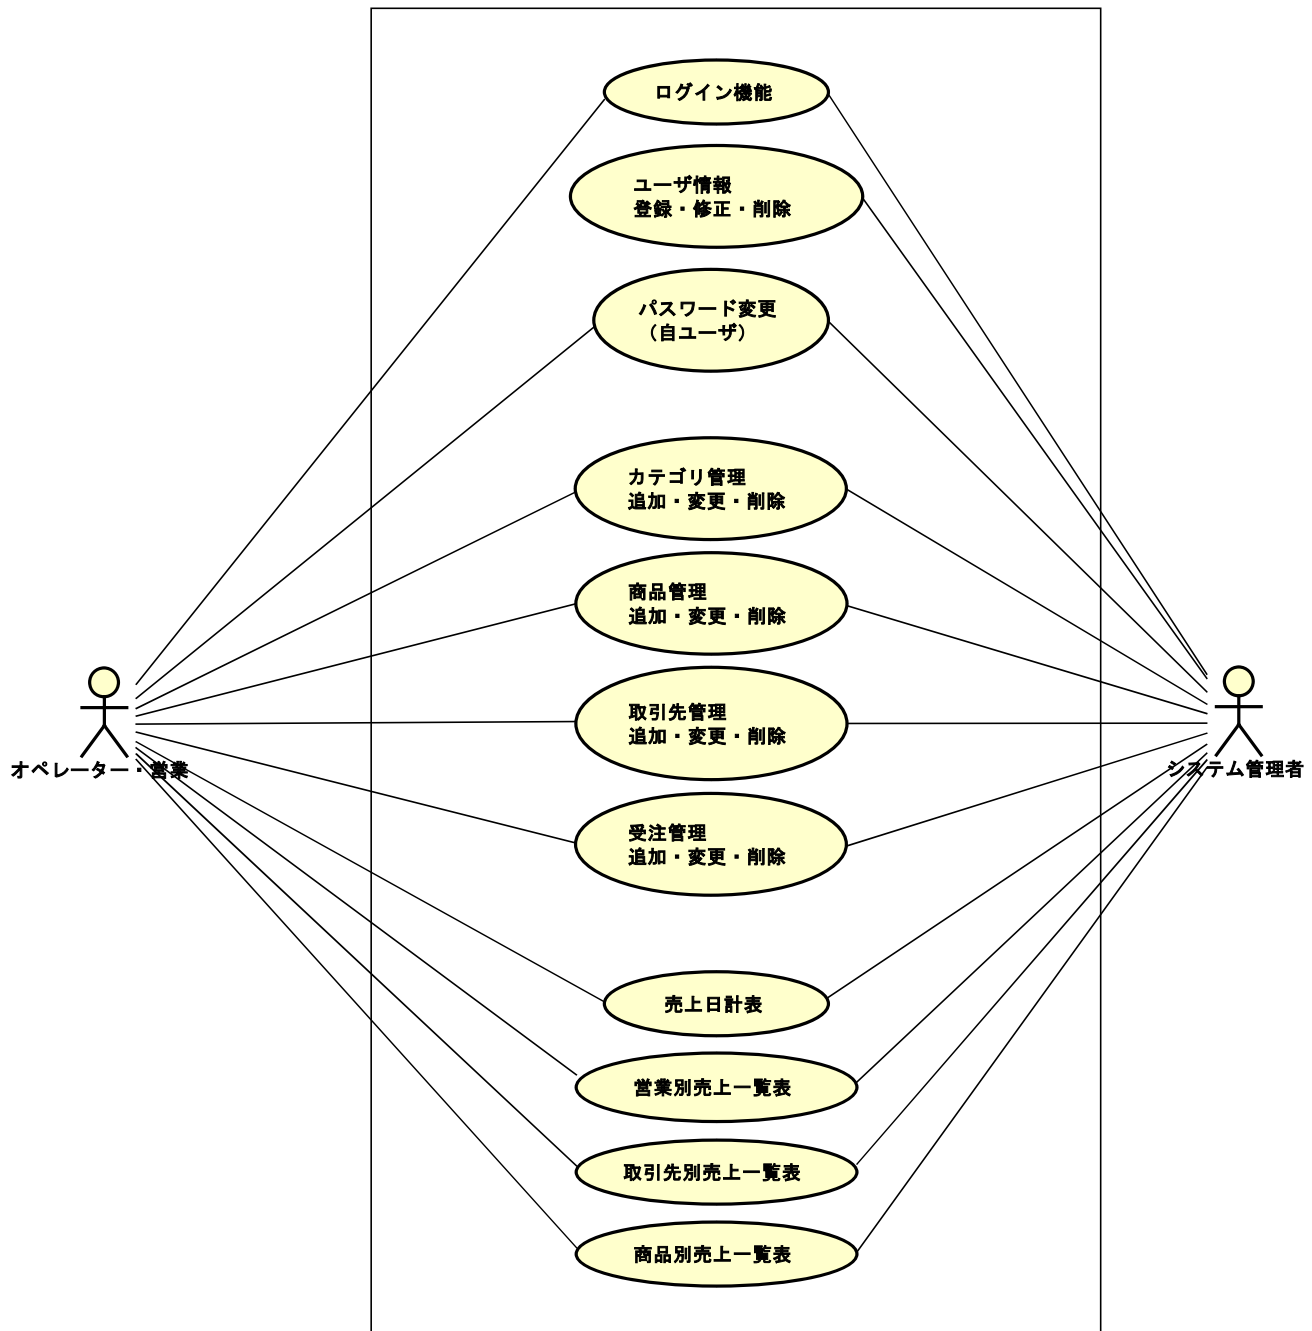 ログイン機能
ユーザ情報
登録・修正・削除
パスワード変更
（自ユーザ）
カテゴリ管理
追加・変更・削除
商品管理
追加・変更・削除
取引先管理
追加・変更・削除
オペレーター・営業
システム管理者
受注管理
追加・変更・削除
売上日計表
営業別売上一覧表
取引先別売上一覧表
商品別売上一覧表